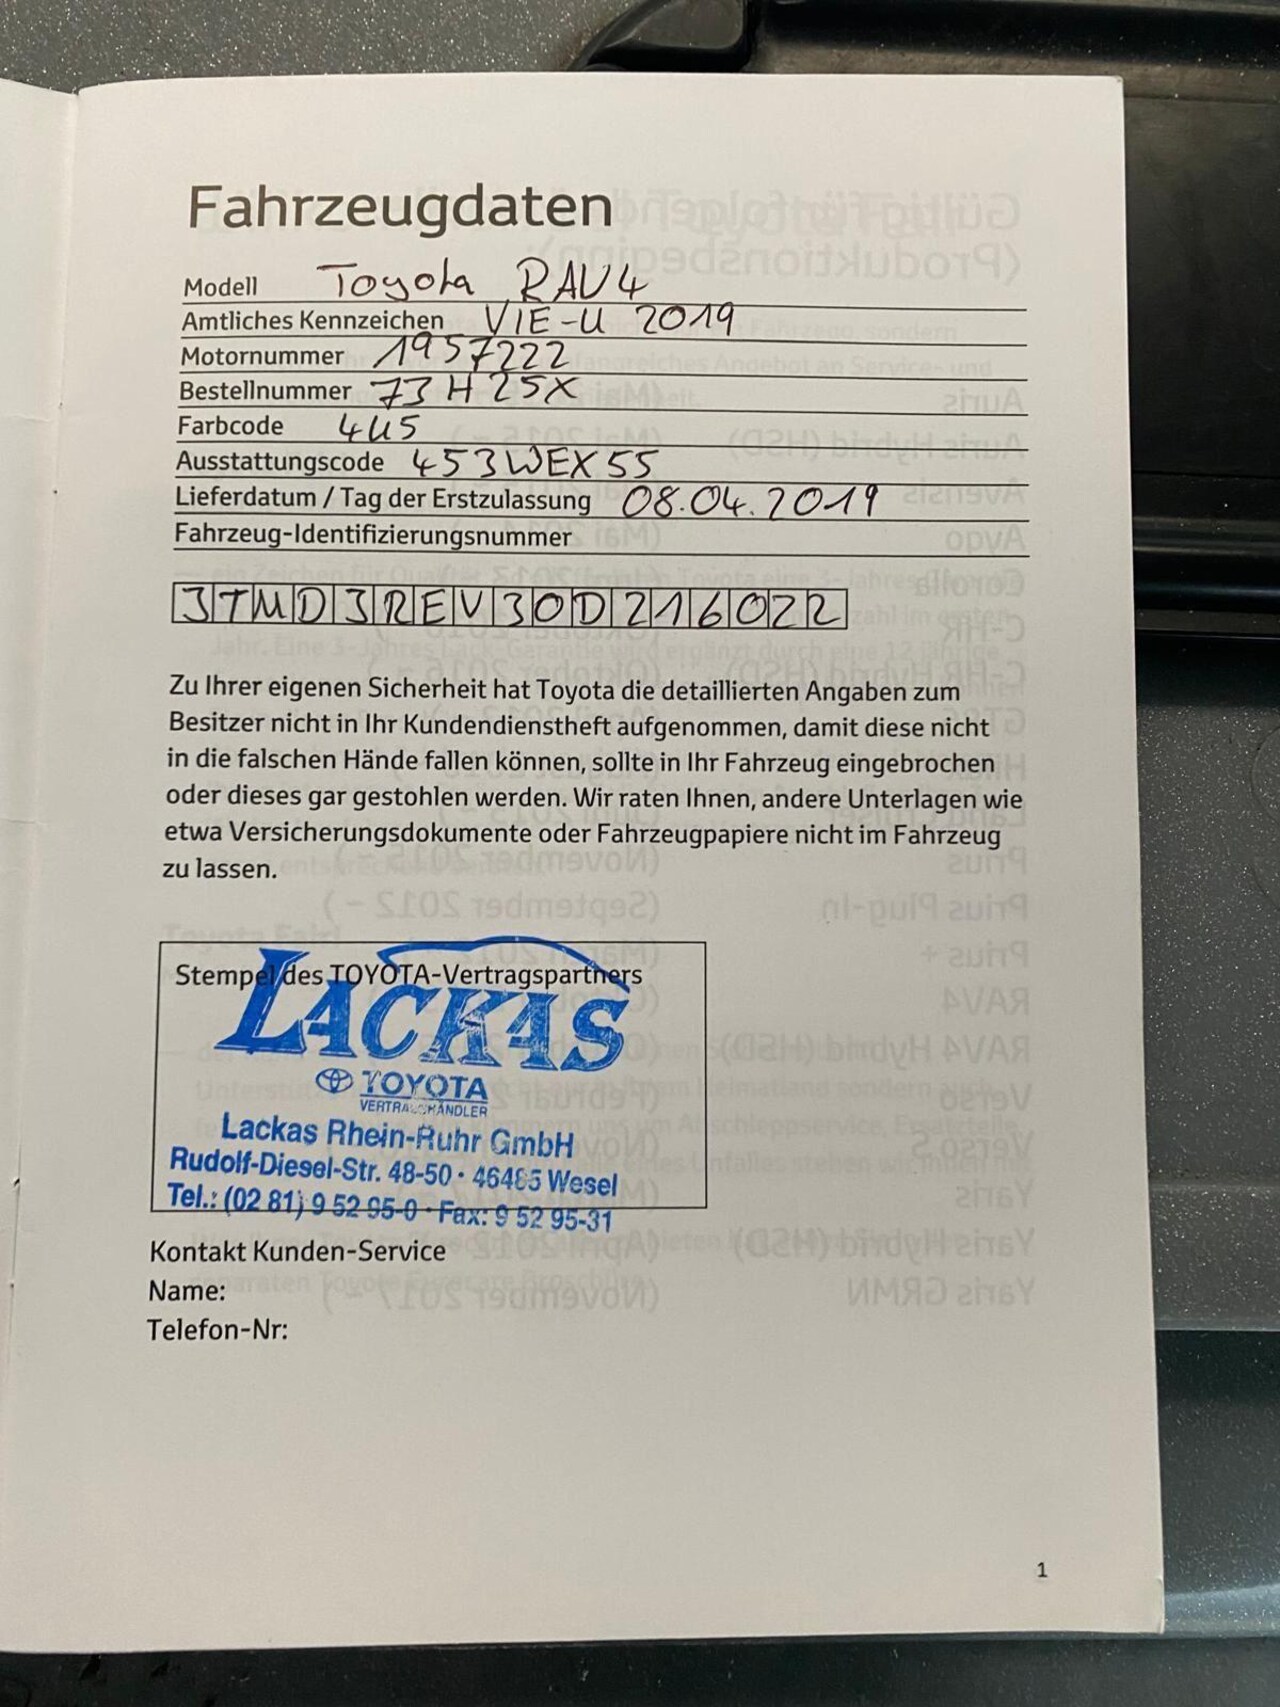 Fahrzeugdaten
Modell Toyota RAV4
Amtliches Kennzeichen VIE-U 2019
Motornummer 1957222
Bestellnummer 73H25X
Farbcode 4U5
Ausstattungscode 453WEX55
Lieferdatum / Tag der Erstzulassung 08.04.2019
Fahrzeug-Identifizierungsnummer
JTMD3REV30D216022
Zu Ihrer eigenen Sicherheit hat Toyota die detaillierten Angaben zum
Besitzer nicht in Ihr Kundendienstheft aufgenommen, damit diese nicht
in die falschen Hände fallen können, sollte in Ihr Fahrzeug eingebrochen
oder dieses gar gestohlen werden. Wir raten Ihnen, andere Unterlagen wie
etwa Versicherungsdokumente oder Fahrzeugpapiere nicht im Fahrzeug
zu lassen.
Stempel des TOYOTA-Vertragspartners
LACKAS
TOYOTA
VERTRAGSHÄNDLER
Lackas Rhein-Ruhr GmbH
Rudolf-Diesel-Str. 48-50 · 46485 Wesel
Tel.: (02 81) 9 52 95-0 · Fax: 9 52 95-31
Kontakt Kunden-Service
Name:
Telefon-Nr:
1